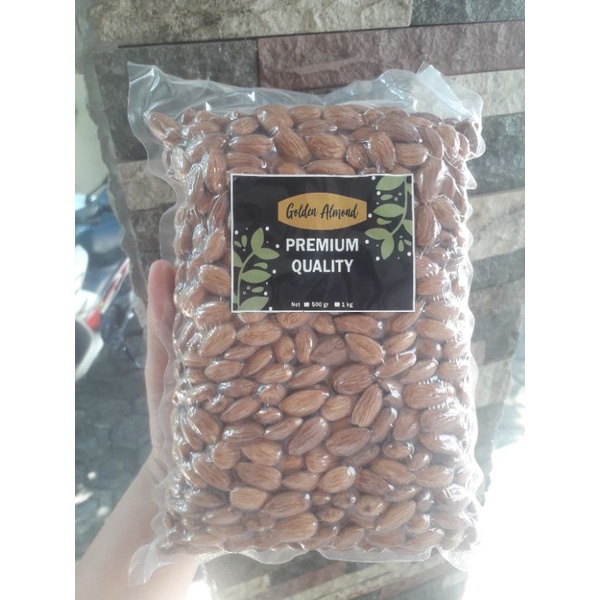 Golden Almond
PREMIUM
QUALITY
Net 500 gr 1 kg